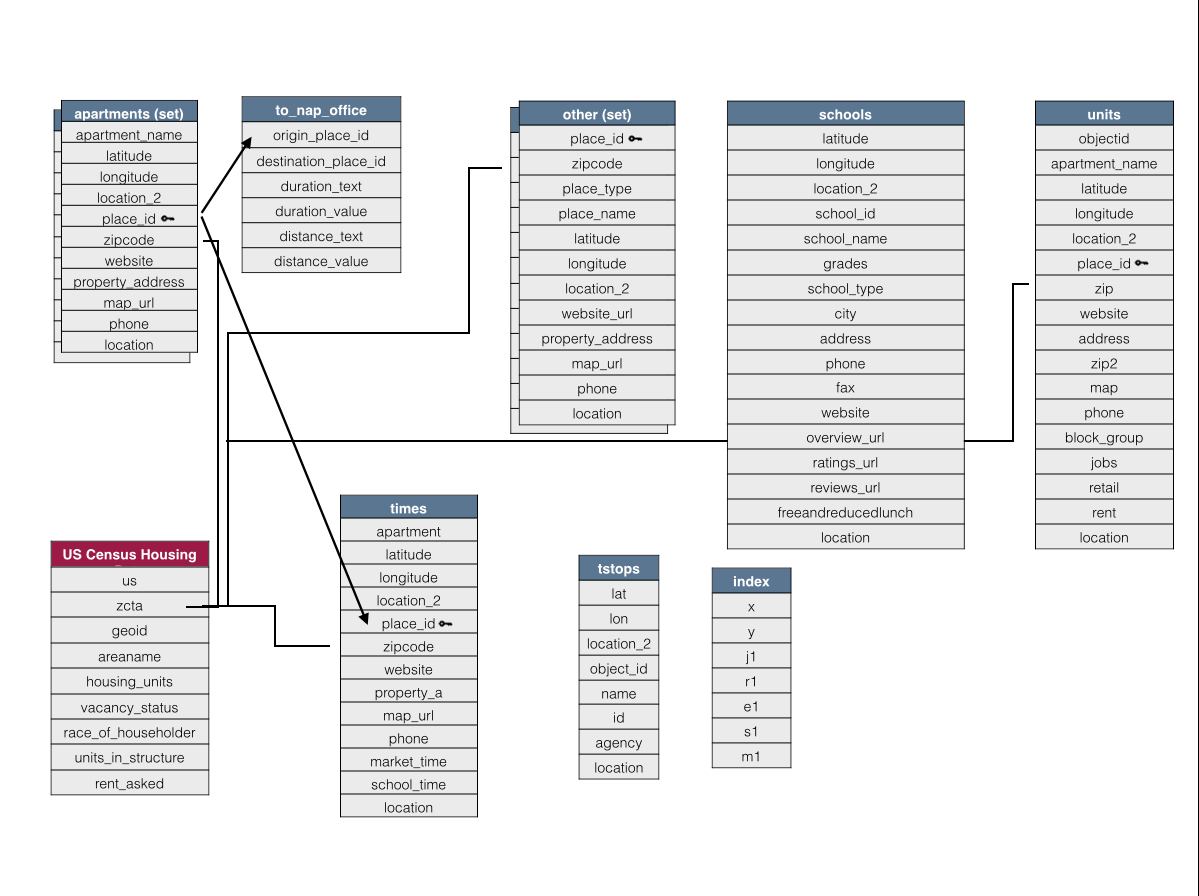 apartments (set)
apartment_name
latitude
longitude
location_2
place_id
zipcode
website
property_address
map_url
phone
location
to_nap_office
origin_place_id
destination_place_id
duration_text
duration_value
distance_text
distance_value
other (set)
place_id
zipcode
place_type
place_name
latitude
longitude
location_2
website_url
property_address
map_url
phone
location
schools
latitude
longitude
location_2
school_id
school_name
grades
school_type
city
address
phone
fax
website
overview_url
ratings_url
reviews_url
freeandreducedlunch
location
units
objectid
apartment_name
latitude
longitude
location_2
place_id
zip
website
address
zip2
map
phone
block_group
jobs
retail
rent
location
US Census Housing
us
zcta
geoid
areaname
housing_units
vacancy_status
race_of_householder
units_in_structure
rent_asked
times
apartment
latitude
longitude
location_2
place_id
zipcode
website
property_a
map_url
phone
market_time
school_time
location
tstops
lat
lon
location_2
object_id
name
id
agency
location
index
x
y
j1
r1
e1
s1
m1